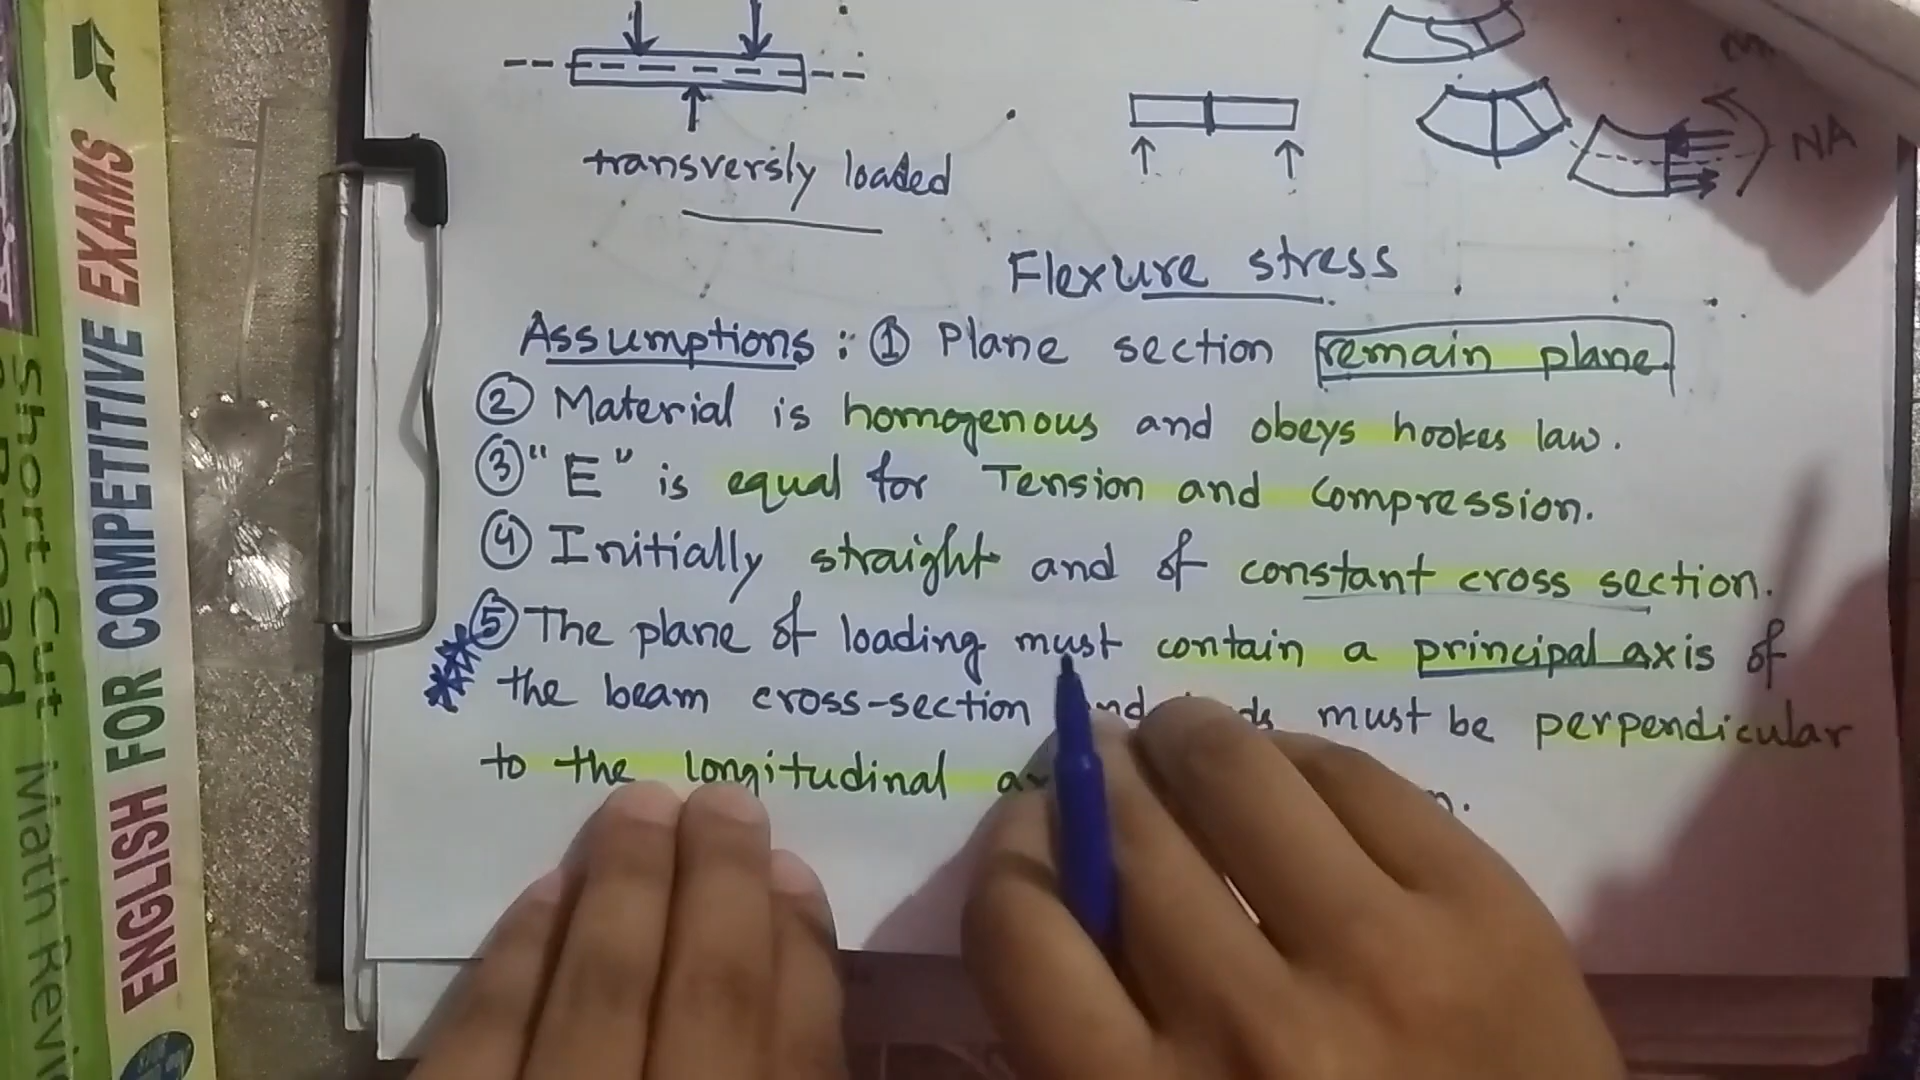 M
NA
transversly loaded
Flexure stress
Assumptions : ① Plane section remain plane.
② Material is homogenous and obeys hookes law.
③ "E" is equal for Tension and compression.
④ Initially straight and of constant cross section.
⑤ The plane of loading must contain a principal axis of
the beam cross-section must be perpendicular
to the longitudinal
ENGLISH FOR COMPETITIVE EXAMS
Short Cut Math